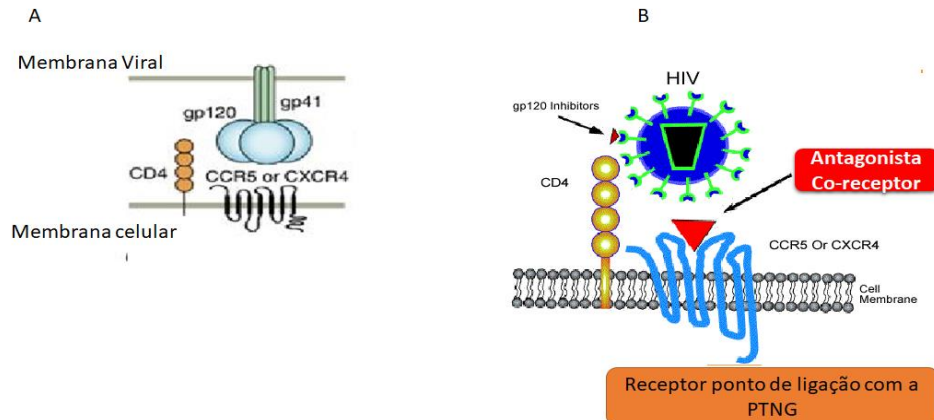 A
Membrana Viral
gp120
gp41
CD4
CCR5 or CXCR4
Membrana celular
B
HIV
gp120 Inhibitors
CD4
Antagonista
Co-receptor
CCR5 Or CXCR4
Cell
Membrane
Receptor ponto de ligação com a
PTNG